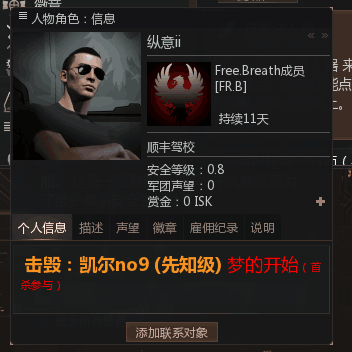 徽章
人物角色：信息
纵意ii
Free.Breath成员
[FR.B]
持续11天
顺丰驾校
安全等级：0.8
军团声望：0
赏金：0 ISK
个人信息 描述 声望 徽章 雇佣纪录 说明
击毁：凯尔no9 (先知级) 梦的开始 ( 首
杀参与 )
添加联系对象